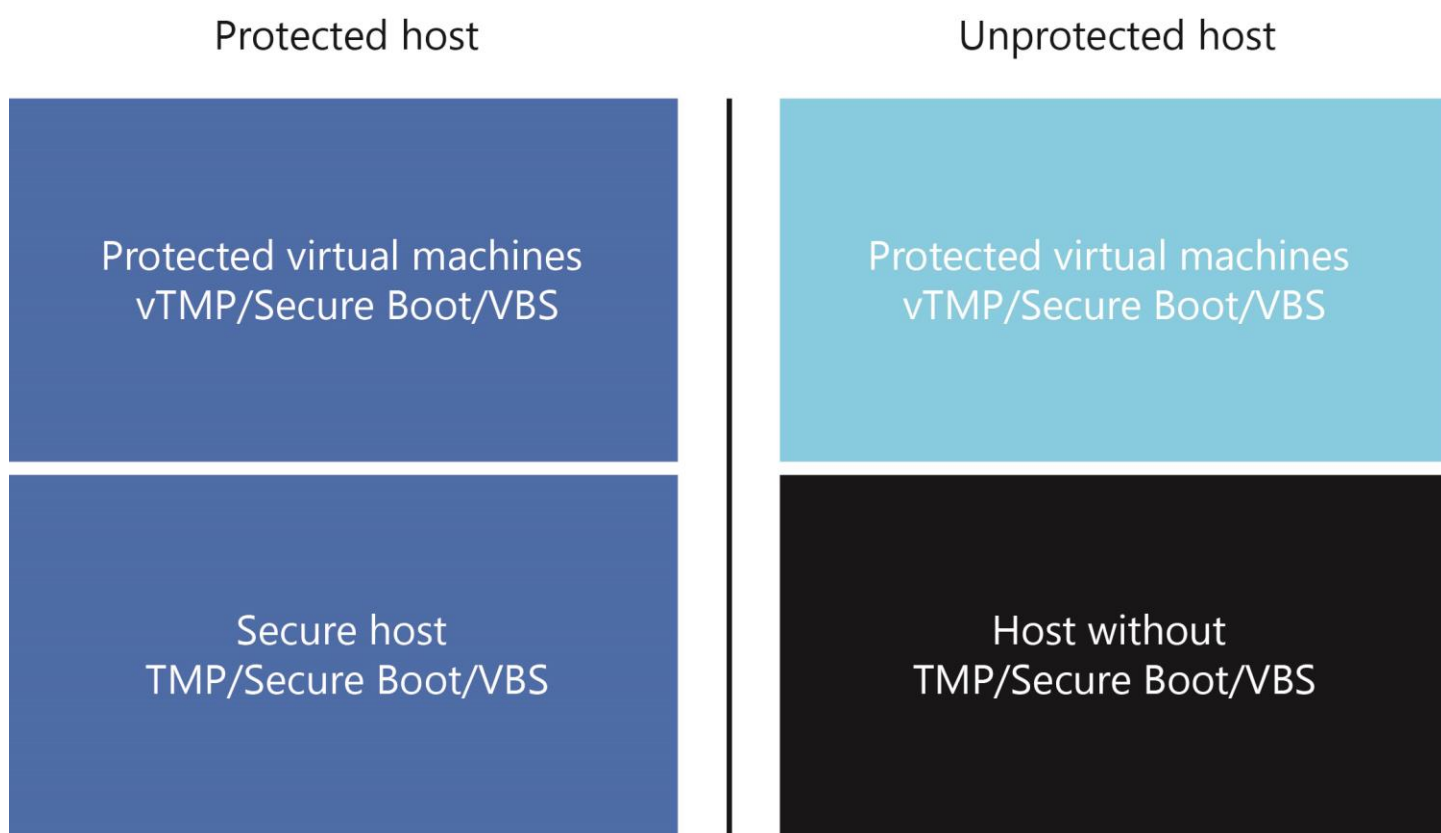 Protected host
Unprotected host
Protected virtual machines
vTMP/Secure Boot/VBS
Protected virtual machines
vTMP/Secure Boot/VBS
Secure host
TMP/Secure Boot/VBS
Host without
TMP/Secure Boot/VBS